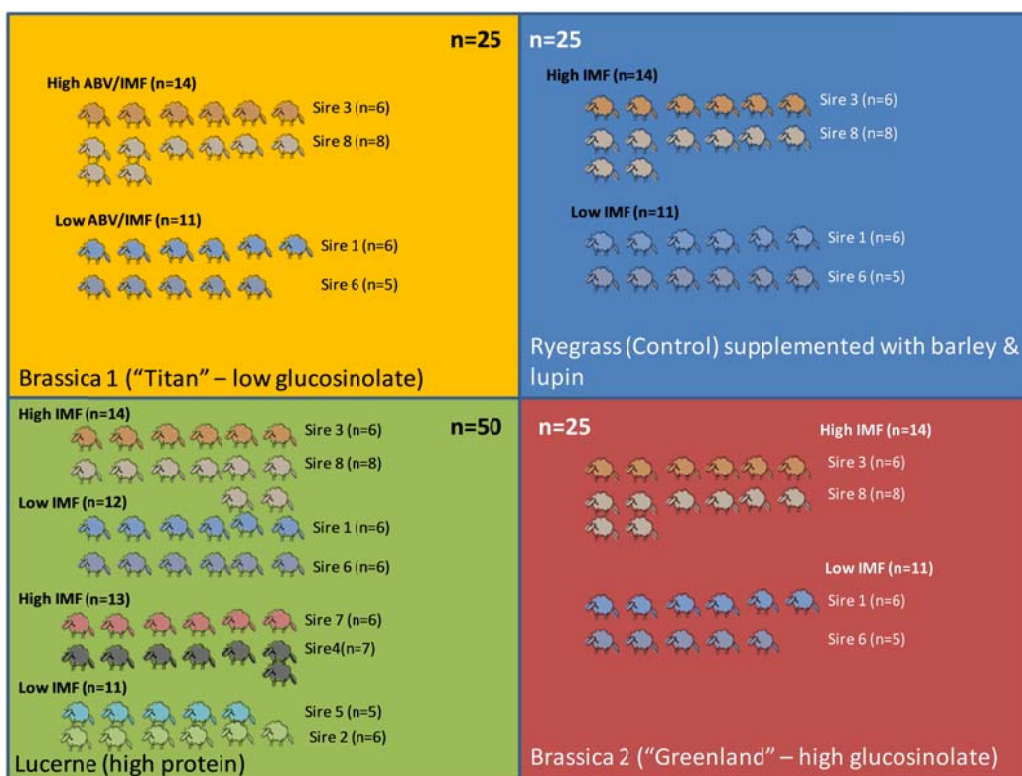 n=25
High ABV/IMF (n=14)
Sire 3 (n=6)
Sire 8 (n=8)
Low ABV/IMF (n=11)
Sire 1 (n=6)
Sire 6 (n=5)
Brassica 1 (“Titan” – low glucosinolate)
n=25
High IMF (n=14)
Sire 3 (n=6)
Sire 8 (n=8)
Low IMF (n=11)
Sire 1 (n=6)
Sire 6 (n=5)
Ryegrass (Control) supplemented with barley &
lupin
High IMF (n=14)
n=50
Sire 3 (n=6)
Sire 8 (n=8)
Low IMF (n=12)
Sire 1 (n=6)
Sire 6 (n=6)
High IMF (n=13)
Sire 7 (n=6)
Sire4(n=7)
Low IMF (n=11)
Sire 5 (n=5)
Sire 2 (n=6)
Lucerne (high protein)
n=25
High IMF (n=14)
Sire 3 (n=6)
Sire 8 (n=8)
Low IMF (n=11)
Sire 1 (n=6)
Sire 6 (n=5)
Brassica 2 (“Greenland” – high glucosinolate)